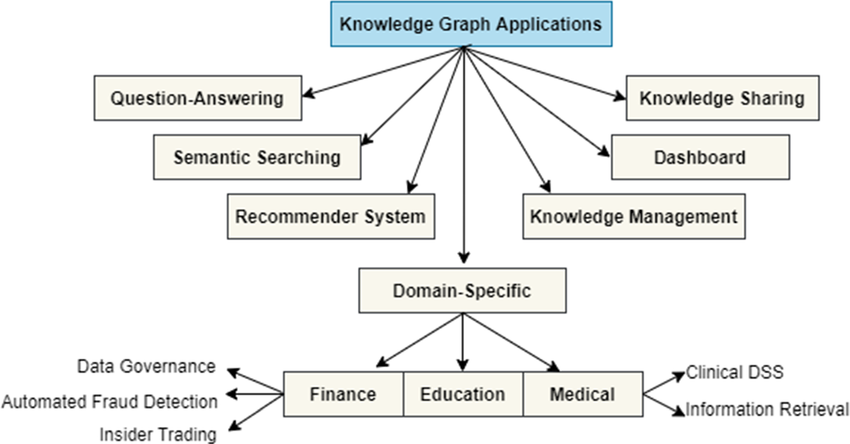 Knowledge Graph Applications
Question-Answering
Knowledge Sharing
Semantic Searching
Dashboard
Recommender System
Knowledge Management
Domain-Specific
Data Governance
Automated Fraud Detection
Insider Trading
Finance
Education
Medical
Clinical DSS
Information Retrieval